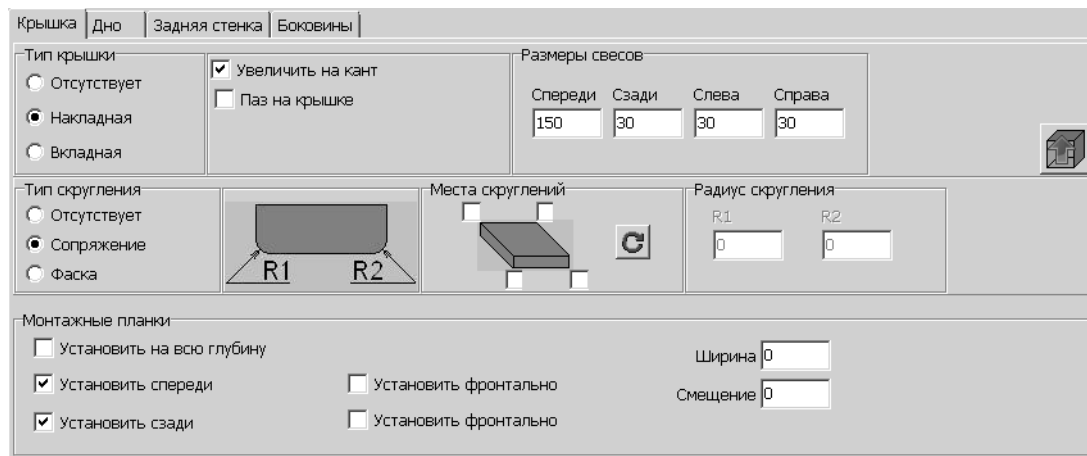 Крышка Дно Задняя стенка Боковины
Тип крышки
Отсутствует
Накладная
Вкладная
Увеличить на кант
Паз на крышке
Размеры свесов
Спереди Сзади Слева Справа
150 30 30 30
Тип скругления
Отсутствует
Сопряжение
Фаска
R1 R2
Места скруглений
Радиус скругления
R1 R2
0 0
Монтажные планки
Установить на всю глубину
Установить спереди Установить фронтально
Установить сзади Установить фронтально
Ширина 0
Смещение 0